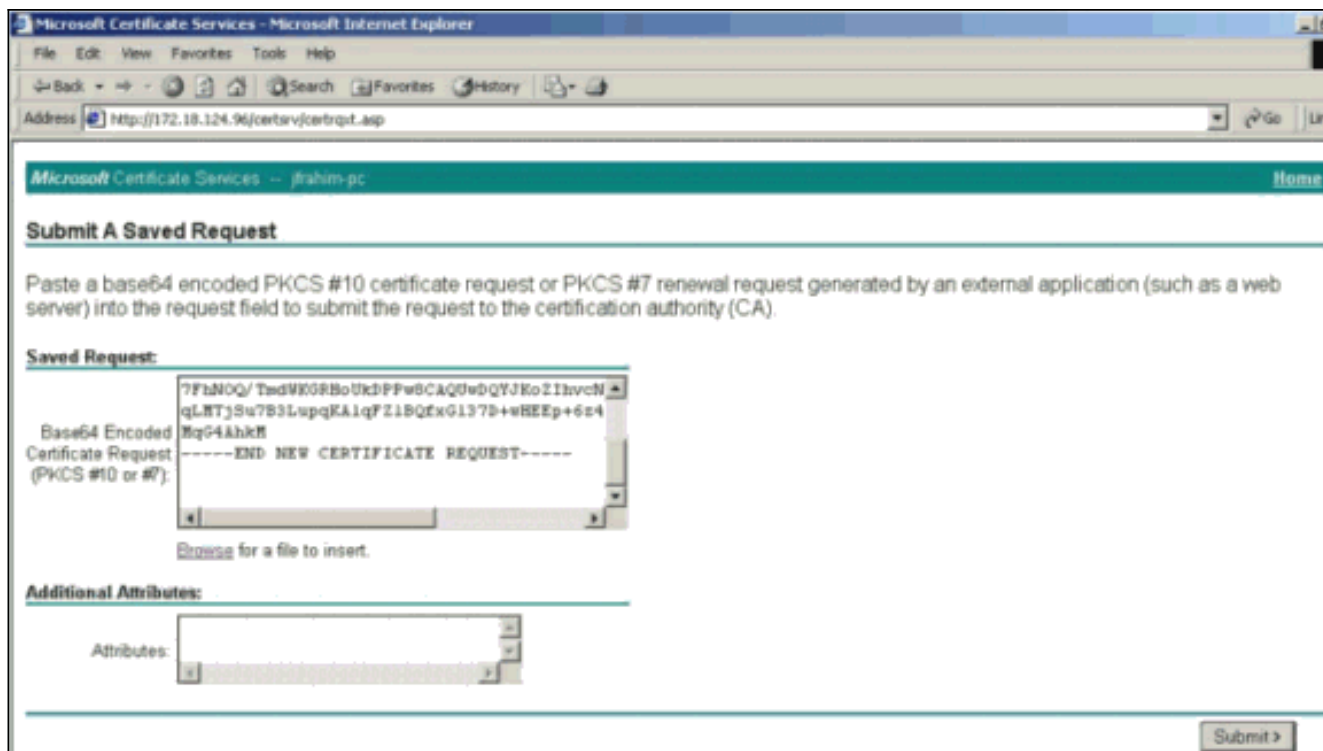 Microsoft Certificate Services - Microsoft Internet Explorer
File Edit View Favorites Tools Help
Back Search Favorites History
Address http://172.18.124.96/certsrv/certrqxt.asp Go
Microsoft Certificate Services -- jfrahim-pc Home
Submit A Saved Request
Paste a base64 encoded PKCS #10 certificate request or PKCS #7 renewal request generated by an external application (such as a web
server) into the request field to submit the request to the certification authority (CA).
Saved Request:
Base64 Encoded
Certificate Request
(PKCS #10 or #7):
MqG4AhkM
-----END NEW CERTIFICATE REQUEST-----
Browse for a file to insert.
Additional Attributes:
Attributes:
Submit >